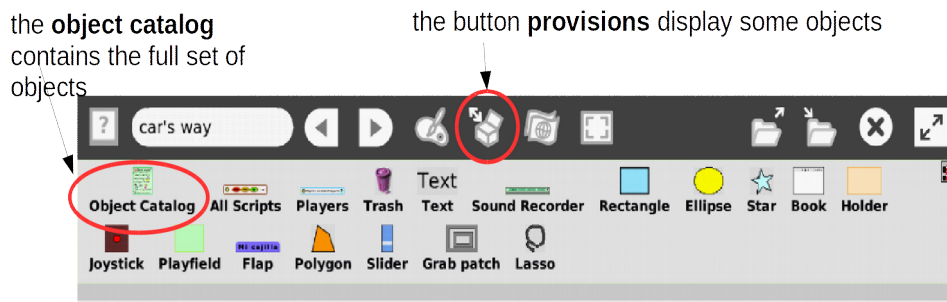 the object catalog
contains the full set of
objects
the button provisions display some objects
?
car's way
Text
Object Catalog All Scripts Players Trash Text Sound Recorder Rectangle Ellipse Star Book Holder
Mi cajita
Joystick Playfield Flap Polygon Slider Grab patch Lasso